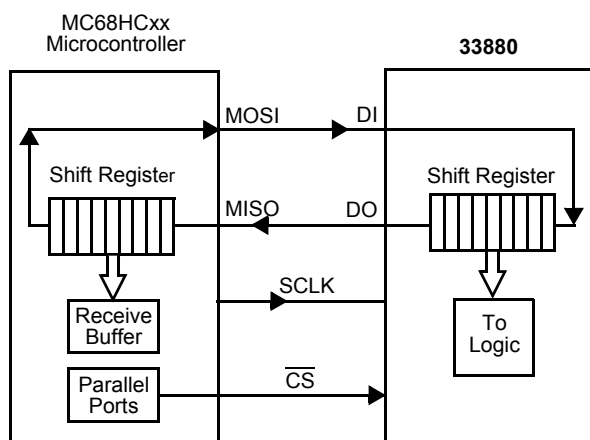 MC68HCxx
Microcontroller
33880
MOSI
DI
Shift Register
Shift Register
MISO
DO
SCLK
Receive
Buffer
To
Logic
Parallel
Ports
CS